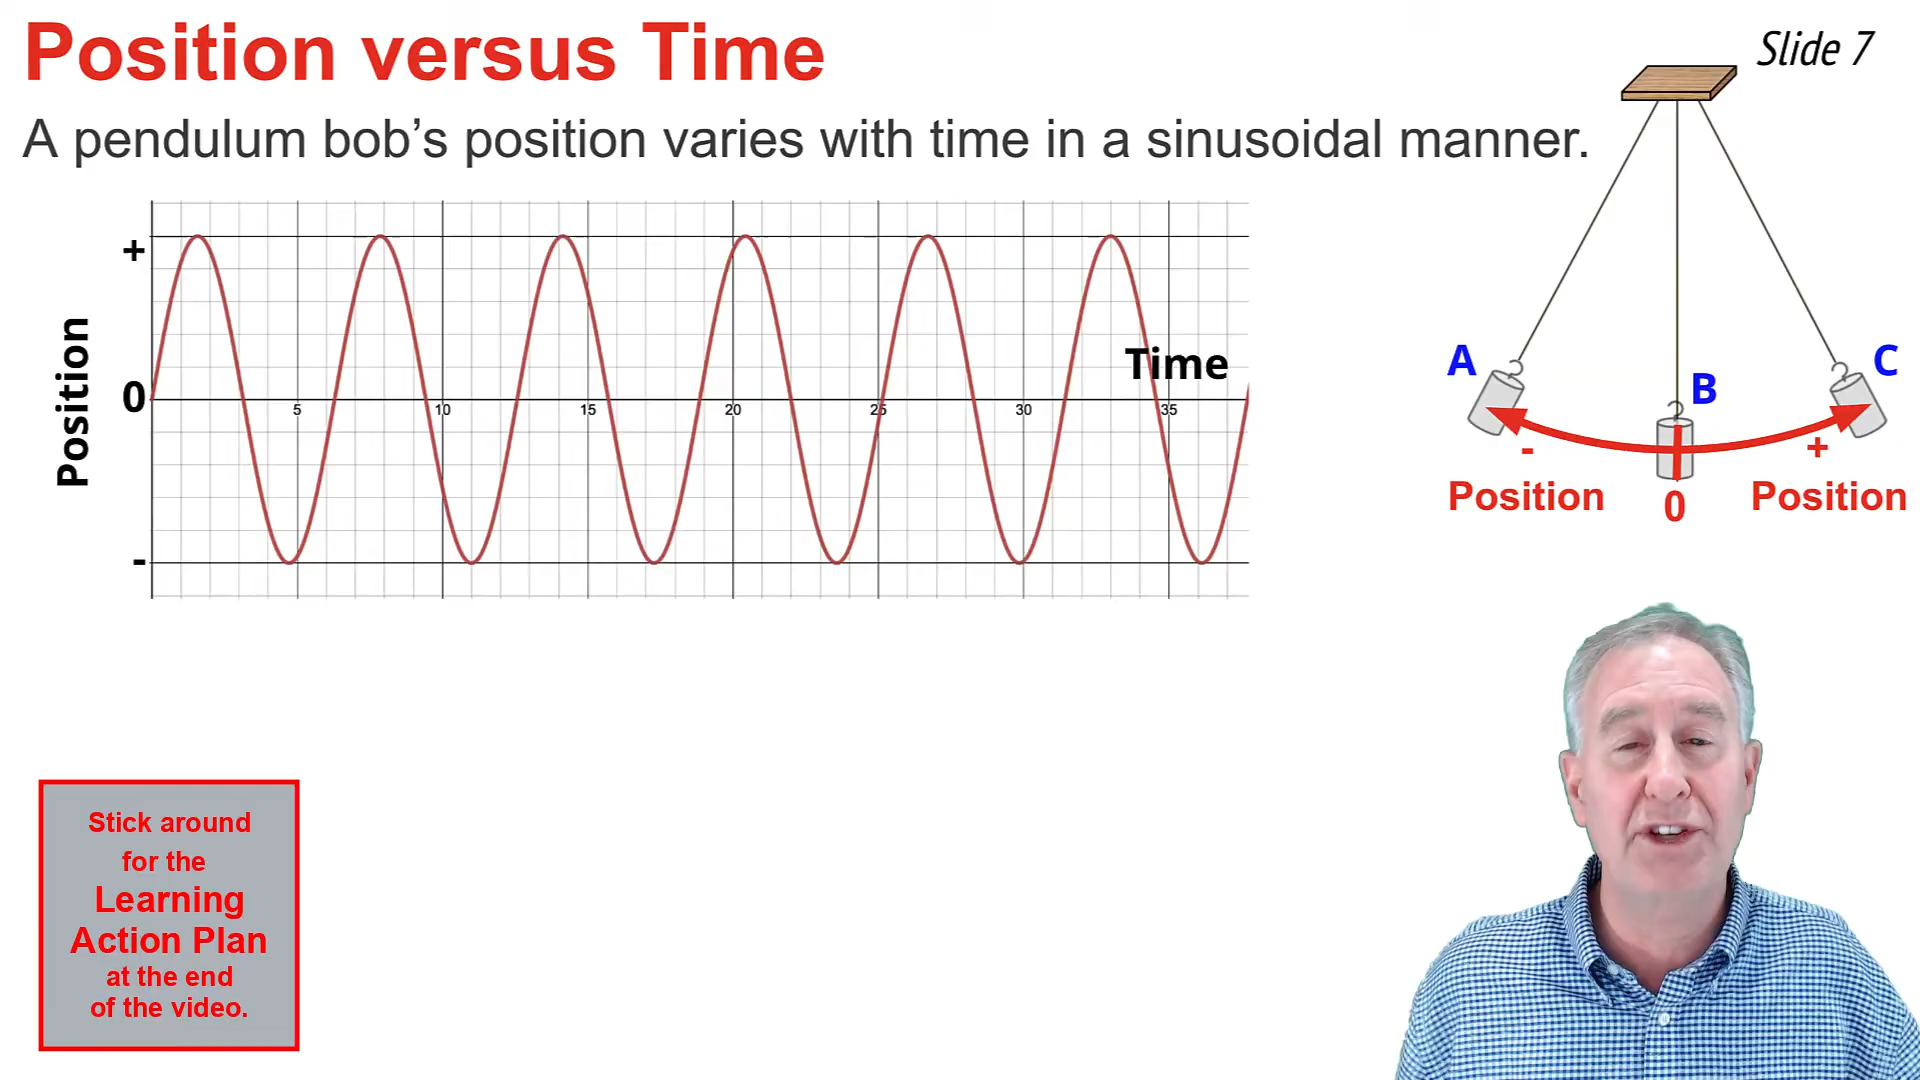 Position versus Time
Slide 7
A pendulum bob’s position varies with time in a sinusoidal manner.
+
Position
0
-
Time
5 10 15 20 25 30 35
A
B
C
-
+
Position
0
Position
Stick around
for the
Learning
Action Plan
at the end
of the video.